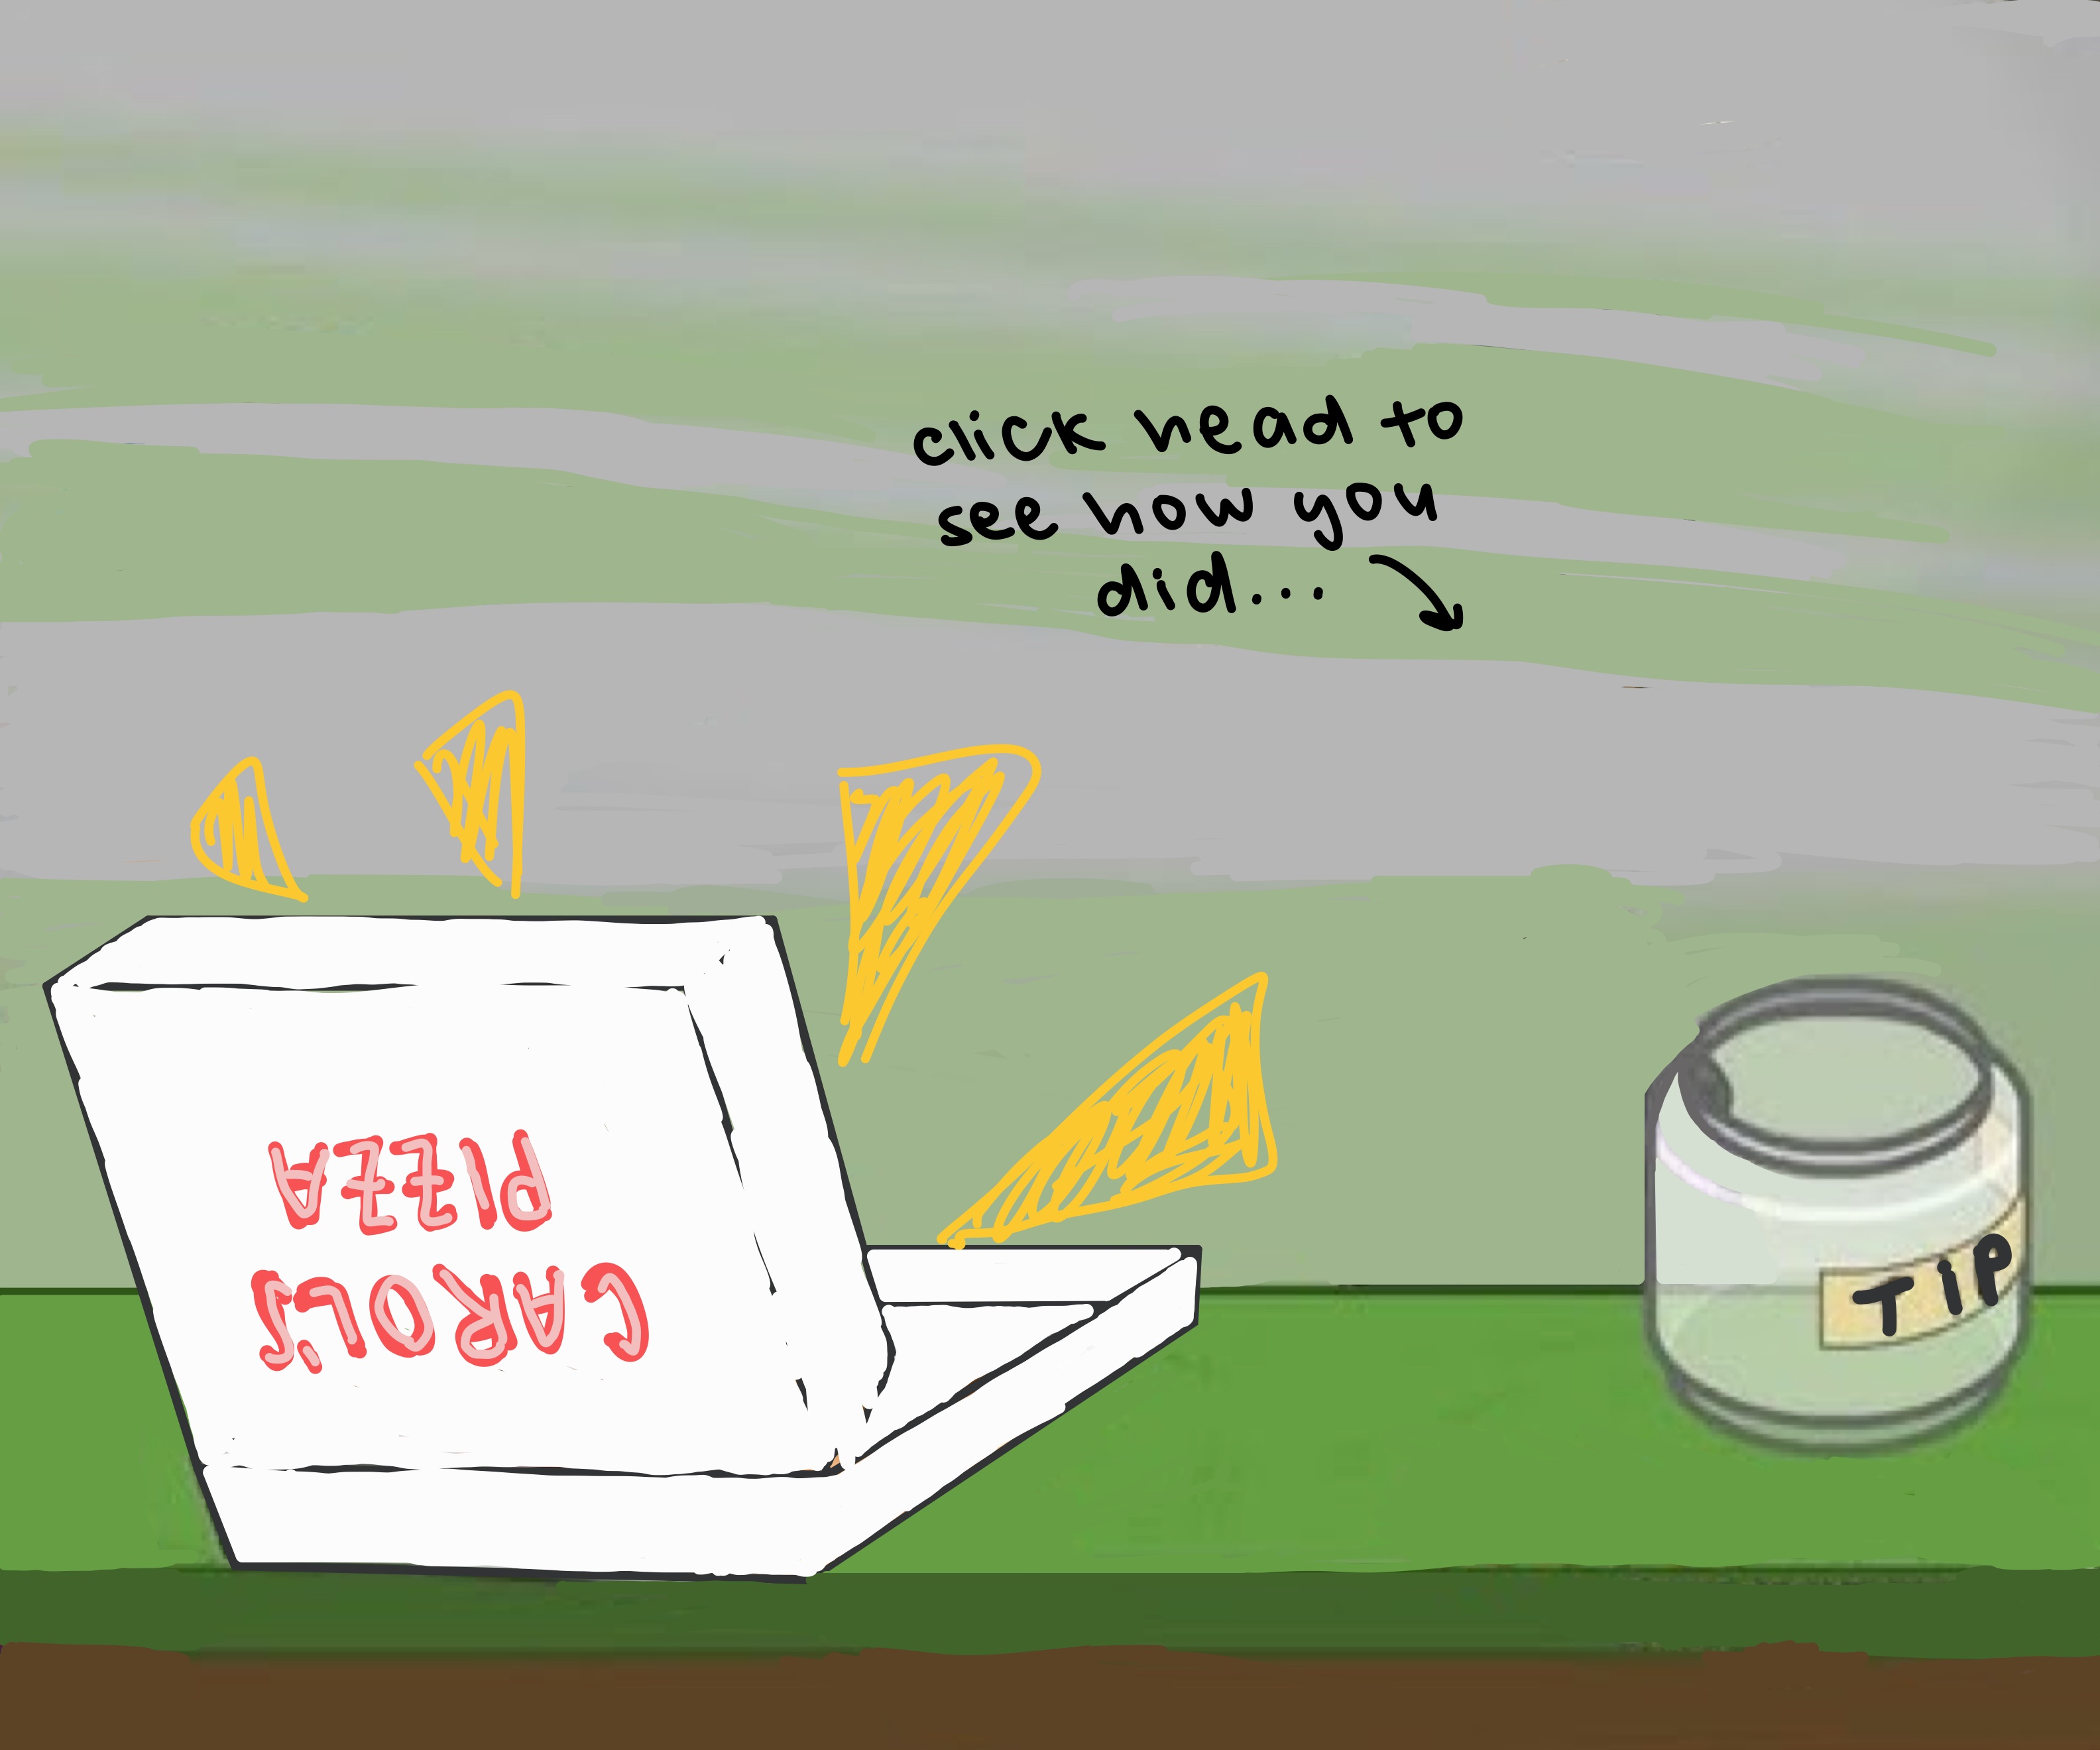 click head to
see how you
did....
CAROL'S
PIZZA
TIP